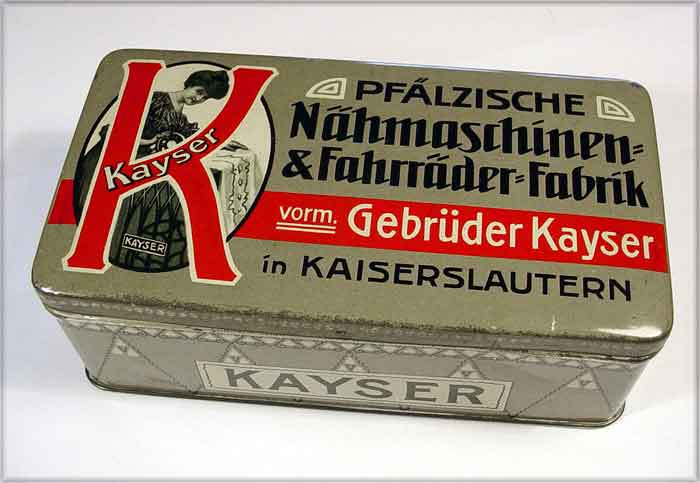 Kayser
K
KAYSER
PFÄLZISCHE
Nähmaschinen=
&Fahrräder=Fabrik
vorm. Gebrüder Kayser
in KAISERSLAUTERN
KAYSER